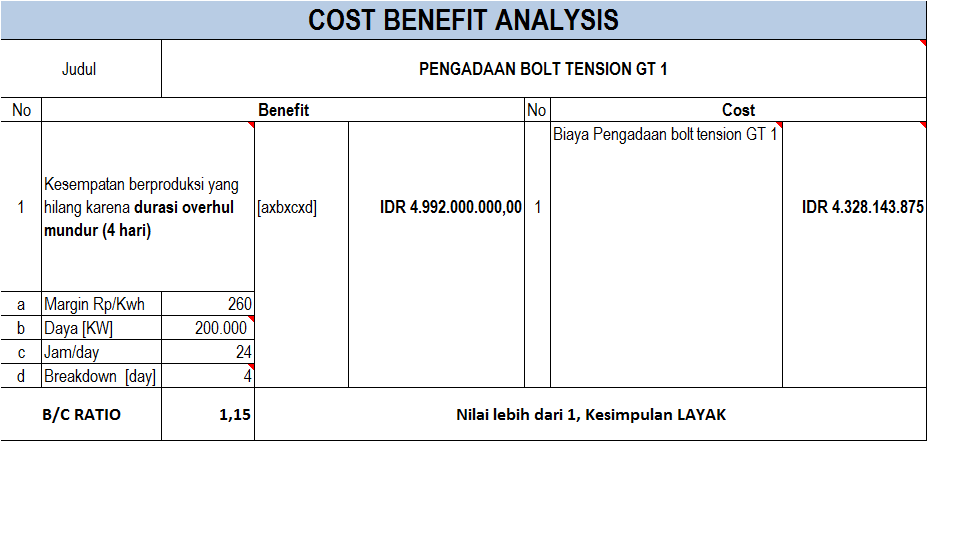 COST BENEFIT ANALYSIS
Judul
PENGADAAN BOLT TENSION GT 1
No
Benefit
No
Cost
1
Kesempatan berproduksi yang
hilang karena durasi overhul
mundur (4 hari)
[axbxcxd]
IDR 4.992.000.000,00
1
Biaya Pengadaan bolt tension GT 1
IDR 4.328.143.875
a Margin Rp/Kwh 260
b Daya [KW] 200.000
c Jam/day 24
d Breakdown [day] 4
B/C RATIO 1,15 Nilai lebih dari 1, Kesimpulan LAYAK